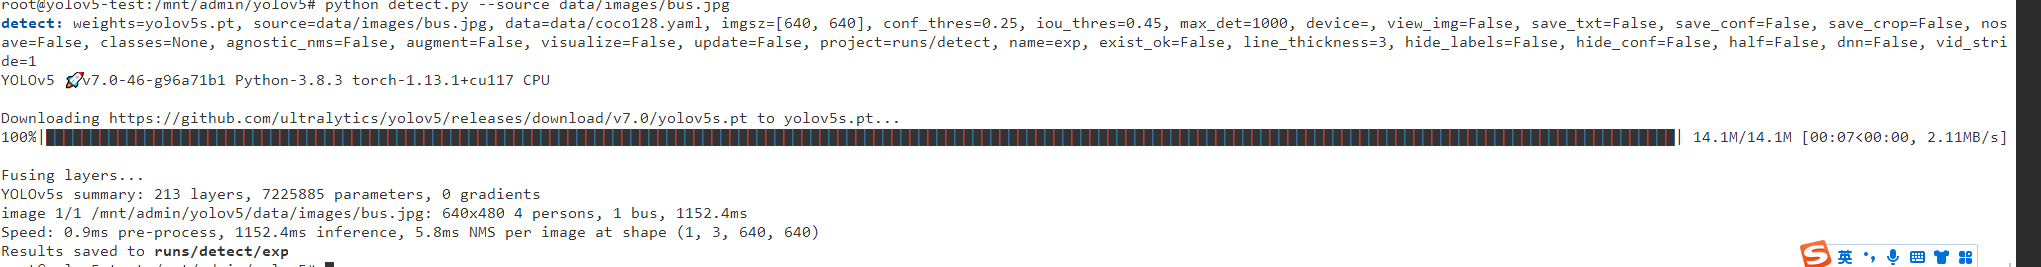 root@yolov5-test:/mnt/admin/yolov5# python detect.py --source data/images/bus.jpg
detect: weights=yolov5s.pt, source=data/images/bus.jpg, data=data/coco128.yaml, imgsz=[640, 640], conf_thres=0.25, iou_thres=0.45, max_det=1000, device=, view_img=False, save_txt=False, save_conf=False, save_crop=False, nos
ave=False, classes=None, agnostic_nms=False, augment=False, visualize=False, update=False, project=runs/detect, name=exp, exist_ok=False, line_thickness=3, hide_labels=False, hide_conf=False, half=False, dnn=False, vid_stri
de=1
YOLOv5 🚀 v7.0-46-g96a71b1 Python-3.8.3 torch-1.13.1+cu117 CPU
Downloading https://github.com/ultralytics/yolov5/releases/download/v7.0/yolov5s.pt to yolov5s.pt...
100%| | 14.1M/14.1M [00:07<00:00, 2.11MB/s]
Fusing layers...
YOLOv5s summary: 213 layers, 7225885 parameters, 0 gradients
image 1/1 /mnt/admin/yolov5/data/images/bus.jpg: 640x480 4 persons, 1 bus, 1152.4ms
Speed: 0.9ms pre-process, 1152.4ms inference, 5.8ms NMS per image at shape (1, 3, 640, 640)
Results saved to runs/detect/exp
S 英